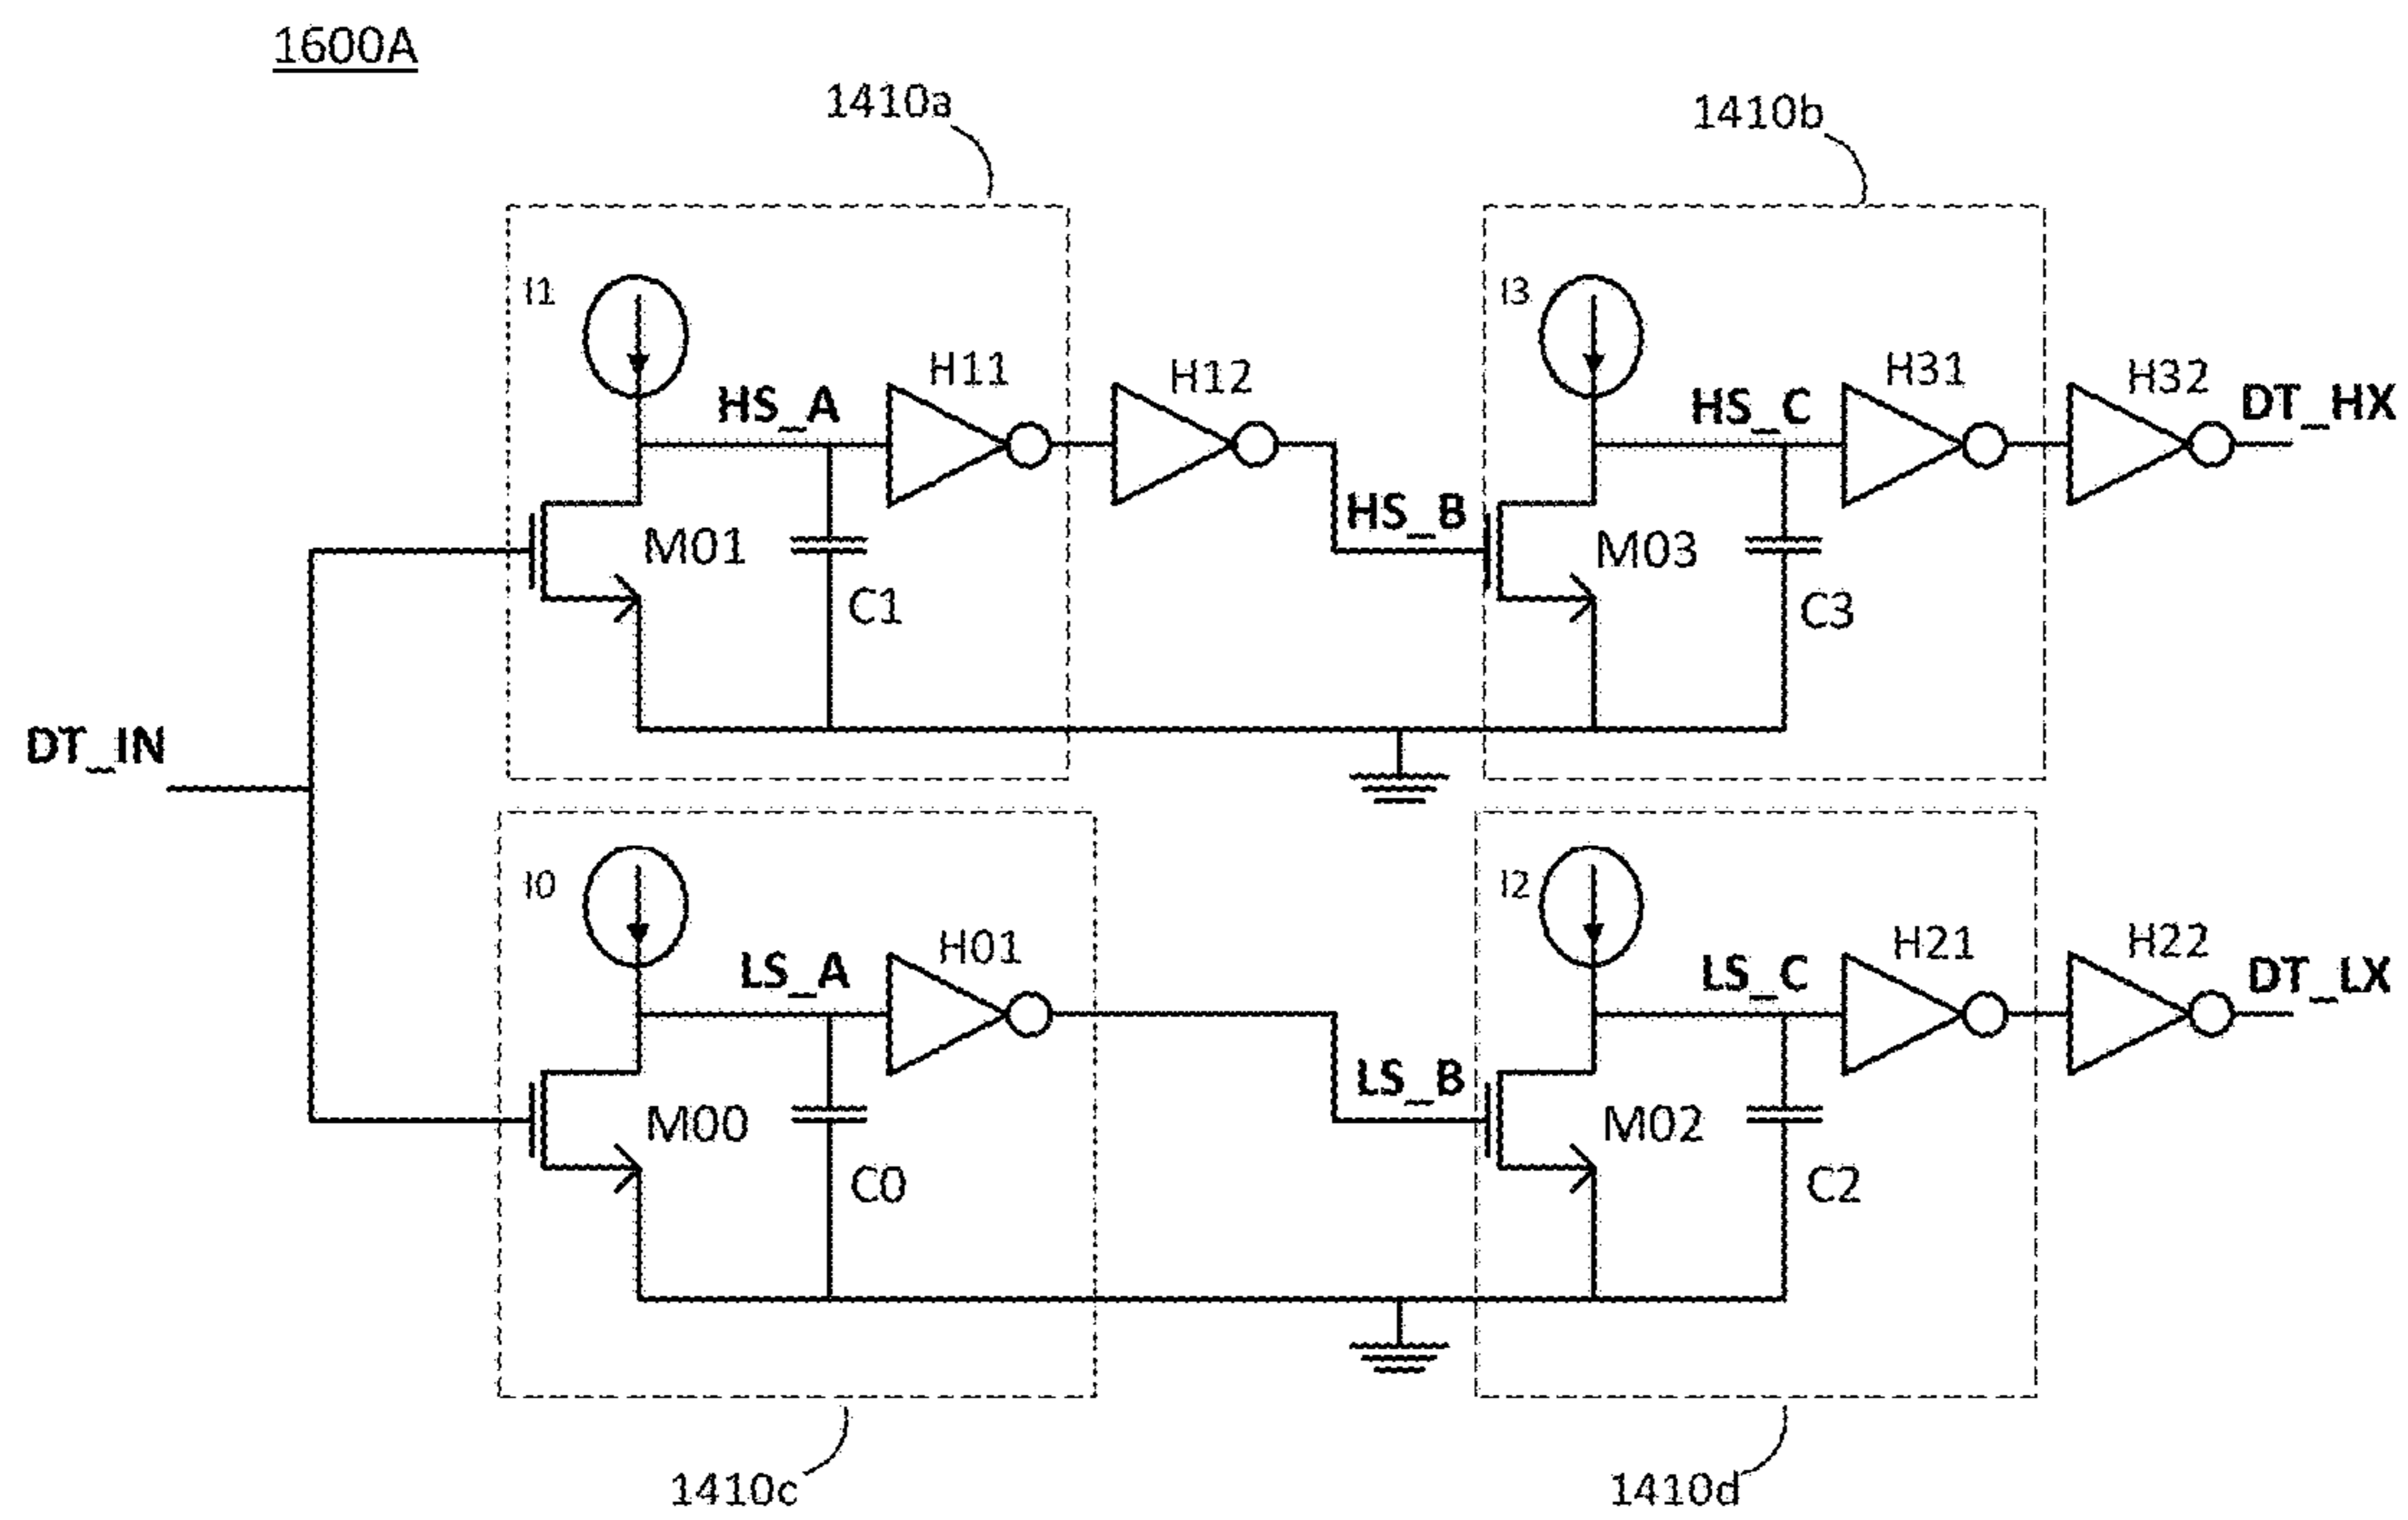 1600A
1410a
1410b
I1
I3
H11
H12
H31
H32
HS_A
HS_C
DT_HX
HS_B
M01
M03
C1
C3
DT_IN
I0
I2
H01
H21
H22
LS_A
LS_C
DT_LX
LS_B
M00
M02
C0
C2
1410c
1410d